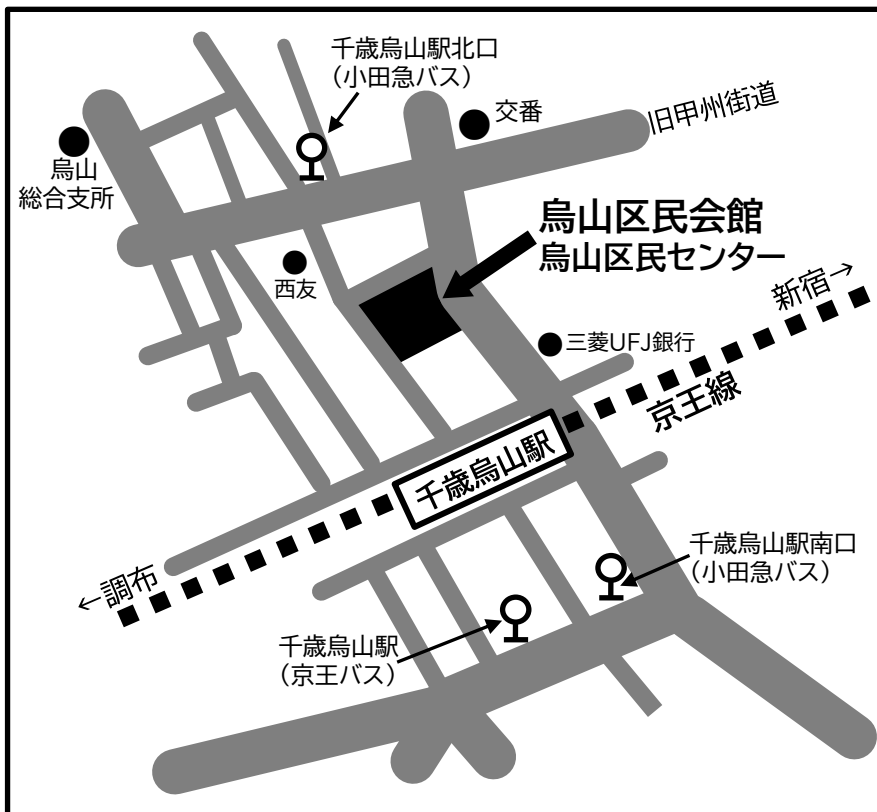 千歳烏山駅北口
（小田急バス）
交番
旧甲州街道
烏山
総合支所
烏山区民会館
烏山区民センター
西友
新宿→
三菱UFJ銀行
京王線
千歳烏山駅
千歳烏山駅南口
（小田急バス）
←調布
千歳烏山駅
（京王バス）